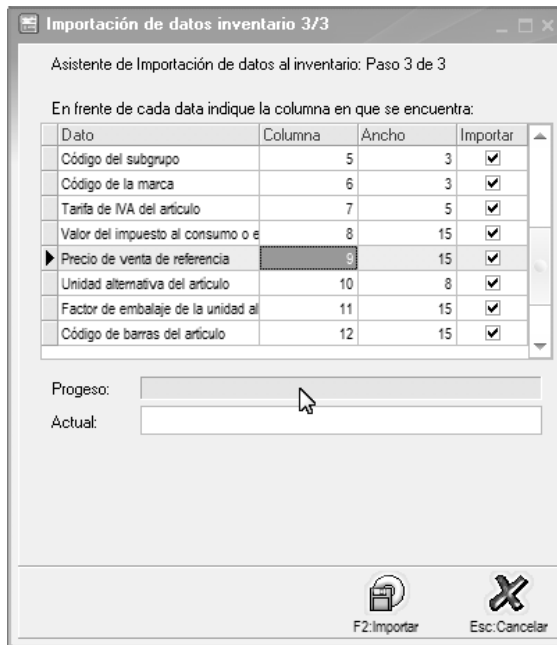 Importación de datos inventario 3/3
Asistente de Importación de datos al inventario: Paso 3 de 3
En frente de cada data indique la columna en que se encuentra:
Dato Columna Ancho Importar
Código del subgrupo 5 3
Código de la marca 6 3
Tarifa de IVA del articulo 7 5
Valor del impuesto al consumo o e 8 15
Precio de venta de referencia 9 15
Unidad alternativa del articulo 10 8
Factor de embalaje de la unidad al 11 15
Código de barras del artículo 12 15
Progeso:
Actual:
F2:Importar Esc:Cancelar